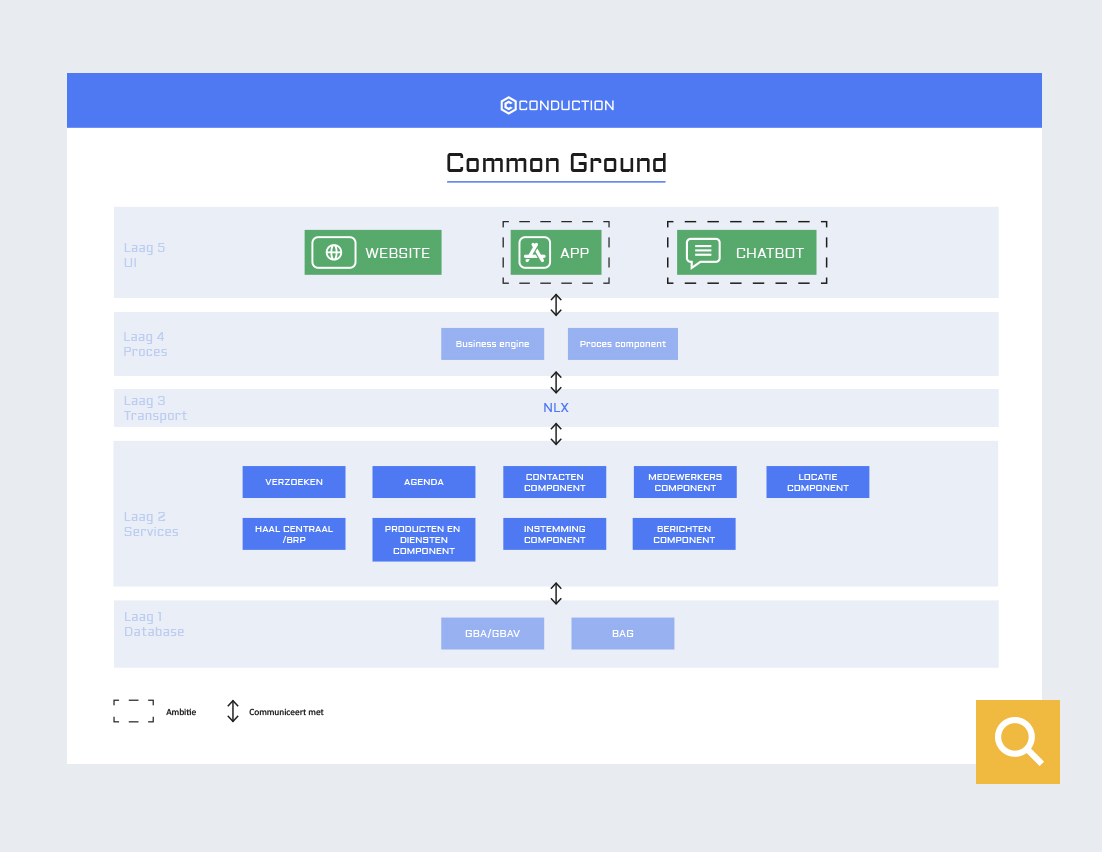 CONDUCTION
Common Ground
Laag 5
UI
WEBSITE
APP
CHATBOT
Laag 4
Proces
Business engine
Proces component
Laag 3
Transport
NLX
Laag 2
Services
VERZOEKEN
AGENDA
CONTACTEN
COMPONENT
MEDEWERKERS
COMPONENT
LOCATIE
COMPONENT
HAAL CENTRAAL
/BRP
PRODUCTEN EN
DIENSTEN
COMPONENT
INSTEMMING
COMPONENT
BERICHTEN
COMPONENT
Laag 1
Database
GBA/GBAV
BAG
Ambitie
Communiceert met